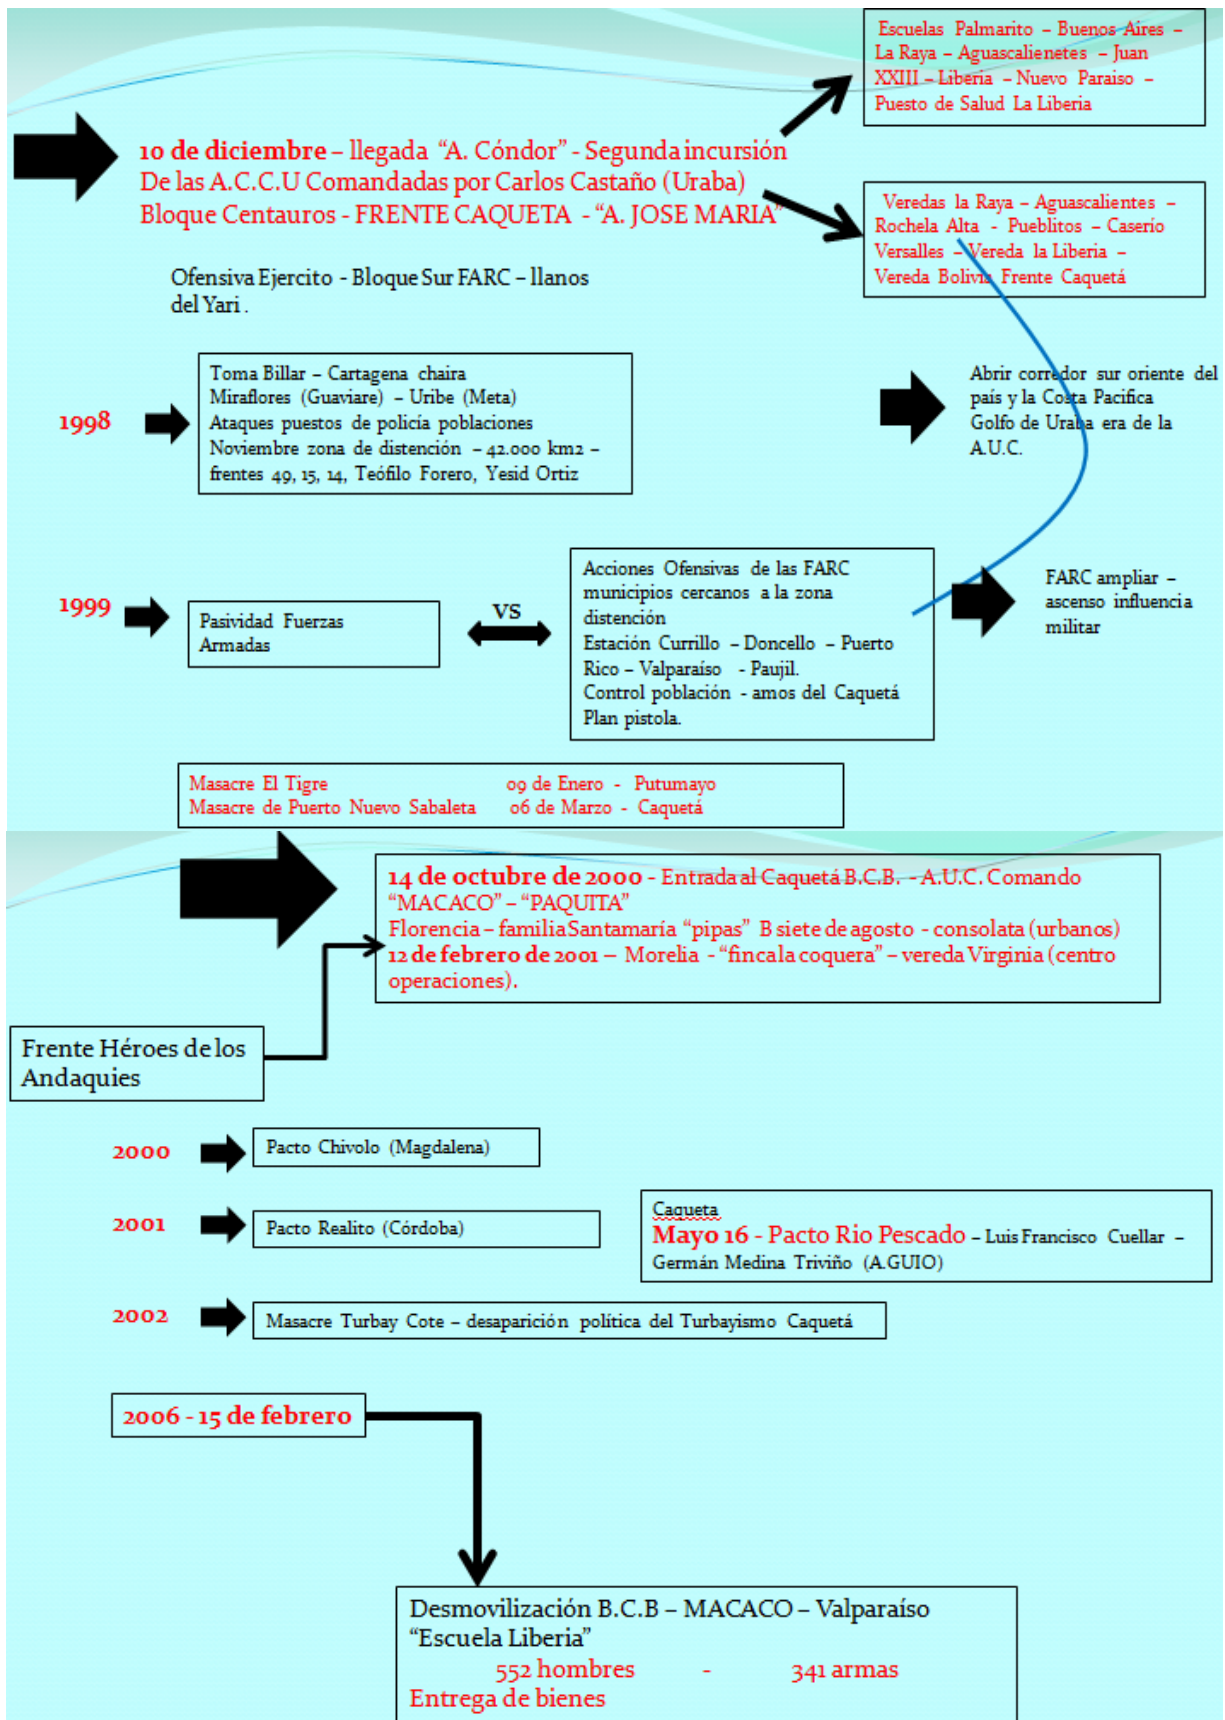 Escuelas Palmarito – Buenos Aires –
La Raya – Aguascalienetes – Juan
XXIII – Liberia – Nuevo Paraiso –
Puesto de Salud La Liberia
10 de diciembre – llegada “A. Cóndor” - Segunda incursión
De las A.C.C.U Comandadas por Carlos Castaño (Uraba)
Bloque Centauros - FRENTE CAQUETA - “A. JOSE MARIA”
Veredas la Raya – Aguascalientes –
Rochela Alta - Pueblitos – Caserío
Versalles – Vereda la Liberia –
Vereda Bolivia Frente Caquetá
Ofensiva Ejercito - Bloque Sur FARC – llanos
del Yari .
1998
Toma Billar – Cartagena chaira
Miraflores (Guaviare) – Uribe (Meta)
Ataques puestos de policía poblaciones
Noviembre zona de distención – 42.000 km2 –
frentes 49, 15, 14, Teófilo Forero, Yesid Ortiz
Abrir corredor sur oriente del
país y la Costa Pacifica
Golfo de Uraba era de la
A.U.C.
1999
Pasividad Fuerzas
Armadas
VS
Acciones Ofensivas de las FARC
municipios cercanos a la zona
distención
Estación Currillo – Doncello – Puerto
Rico – Valparaíso - Paujil.
Control población - amos del Caquetá
Plan pistola.
FARC ampliar –
ascenso influencia
militar
Masacre El Tigre 09 de Enero - Putumayo
Masacre de Puerto Nuevo Sabaleta 06 de Marzo - Caquetá
14 de octubre de 2000 - Entrada al Caquetá B.C.B. - A.U.C. Comando
“MACACO” – “PAQUITA”
Florencia – familia Santamaría “pipas” B siete de agosto - consolata (urbanos)
12 de febrero de 2001 – Morelia - “finca la coquera” – vereda Virginia (centro
operaciones).
Frente Héroes de los
Andaquies
2000
Pacto Chivolo (Magdalena)
2001
Pacto Realito (Córdoba)
Caqueta
Mayo 16 - Pacto Rio Pescado – Luis Francisco Cuellar –
Germán Medina Triviño (A.GUIO)
2002
Masacre Turbay Cote – desaparición política del Turbayismo Caquetá
2006 - 15 de febrero
Desmovilización B.C.B – MACACO – Valparaíso
“Escuela Liberia”
552 hombres - 341 armas
Entrega de bienes